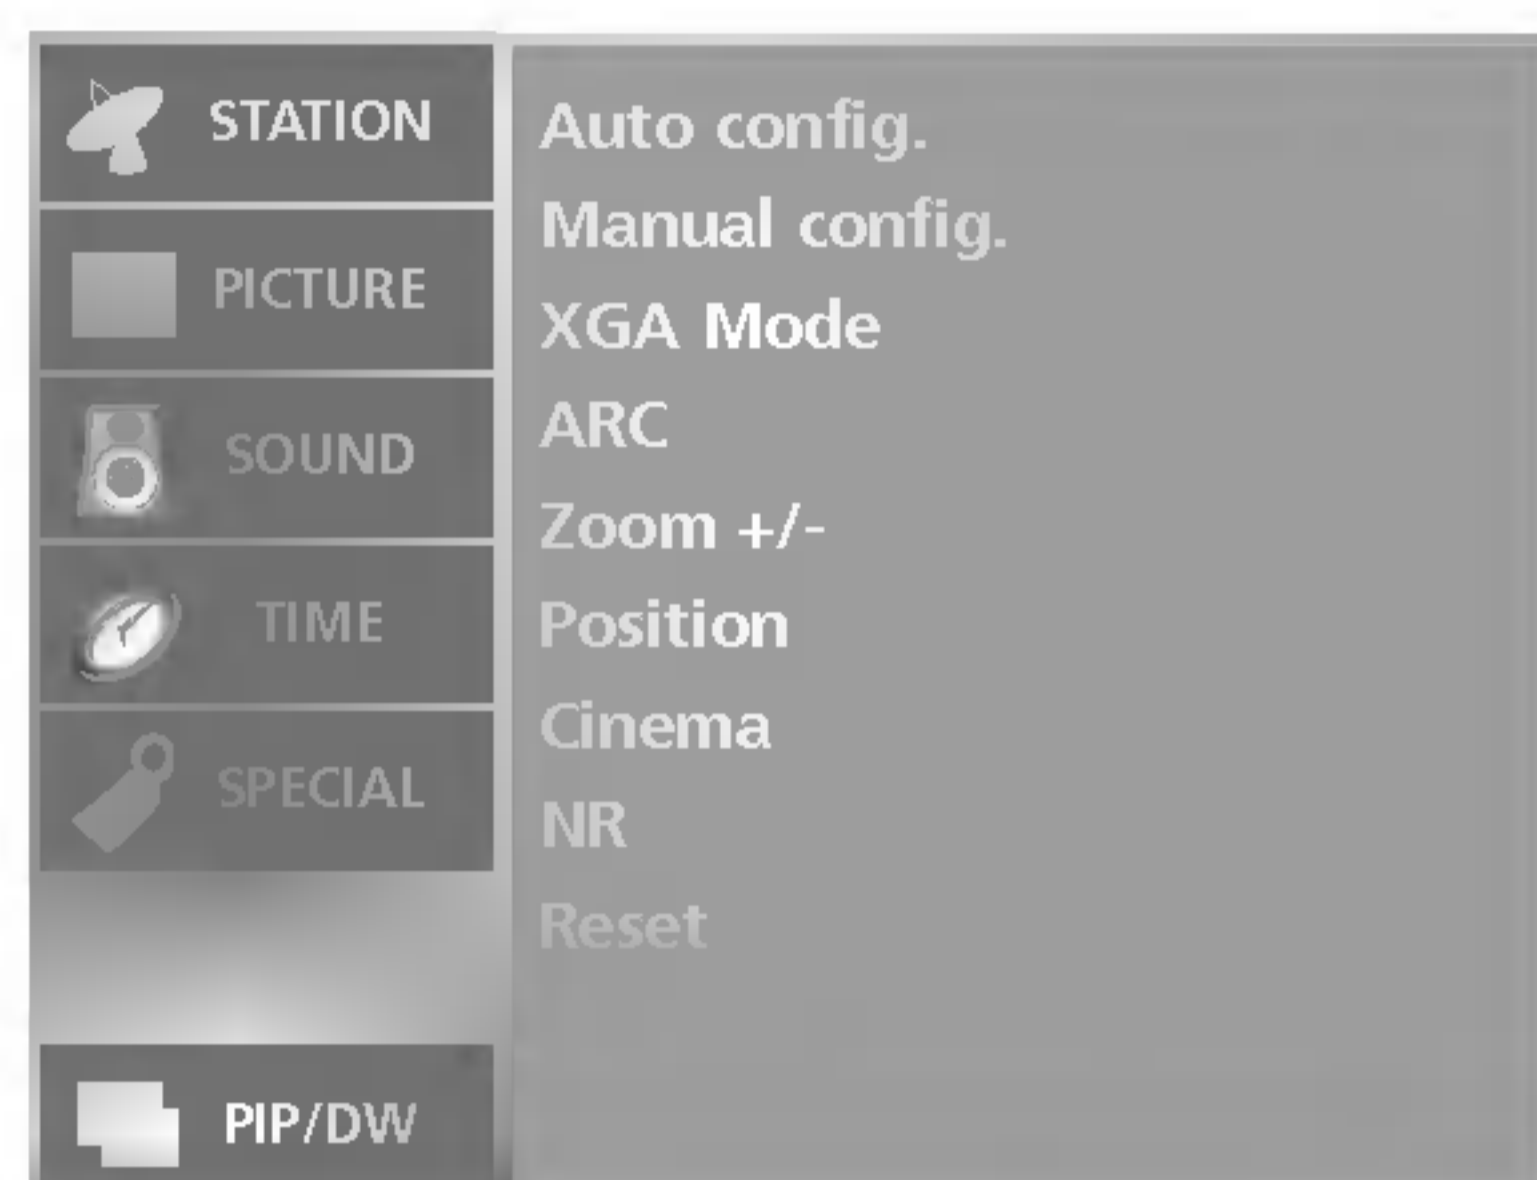 STATION
PICTURE
SOUND
TIME
SPECIAL
PIP/DW
Auto config.
Manual config.
XGA Mode
ARC
Zoom +/-
Position
Cinema
NR
Reset